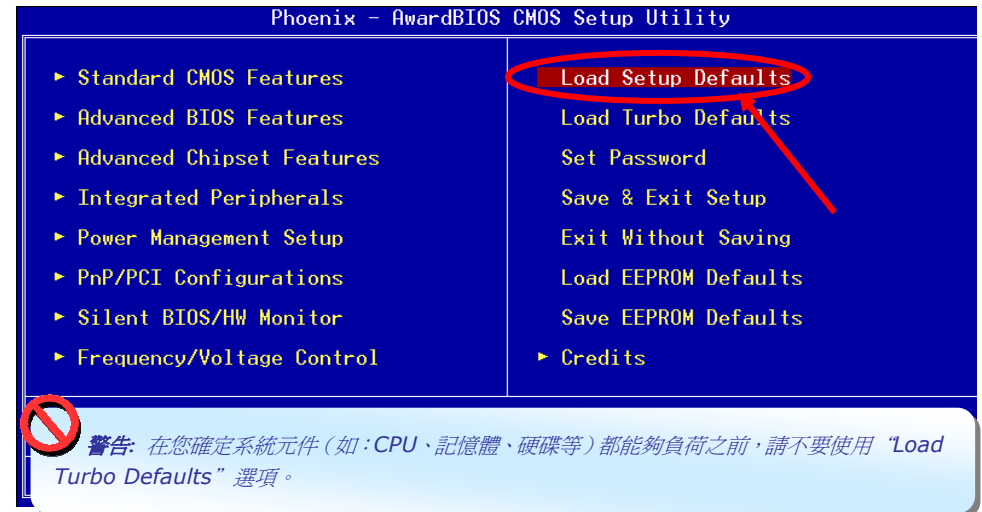 Phoenix - AwardBIOS CMOS Setup Utility
► Standard CMOS Features
► Advanced BIOS Features
► Advanced Chipset Features
► Integrated Peripherals
► Power Management Setup
► PnP/PCI Configurations
► Silent BIOS/HW Monitor
► Frequency/Voltage Control
Load Setup Defaults
Load Turbo Defaults
Set Password
Save & Exit Setup
Exit Without Saving
Load EEPROM Defaults
Save EEPROM Defaults
► Credits
警告: 在您確定系統元件（如：CPU、記憶體、硬碟等）都能夠負荷之前，請不要使用 “Load
Turbo Defaults” 選項。